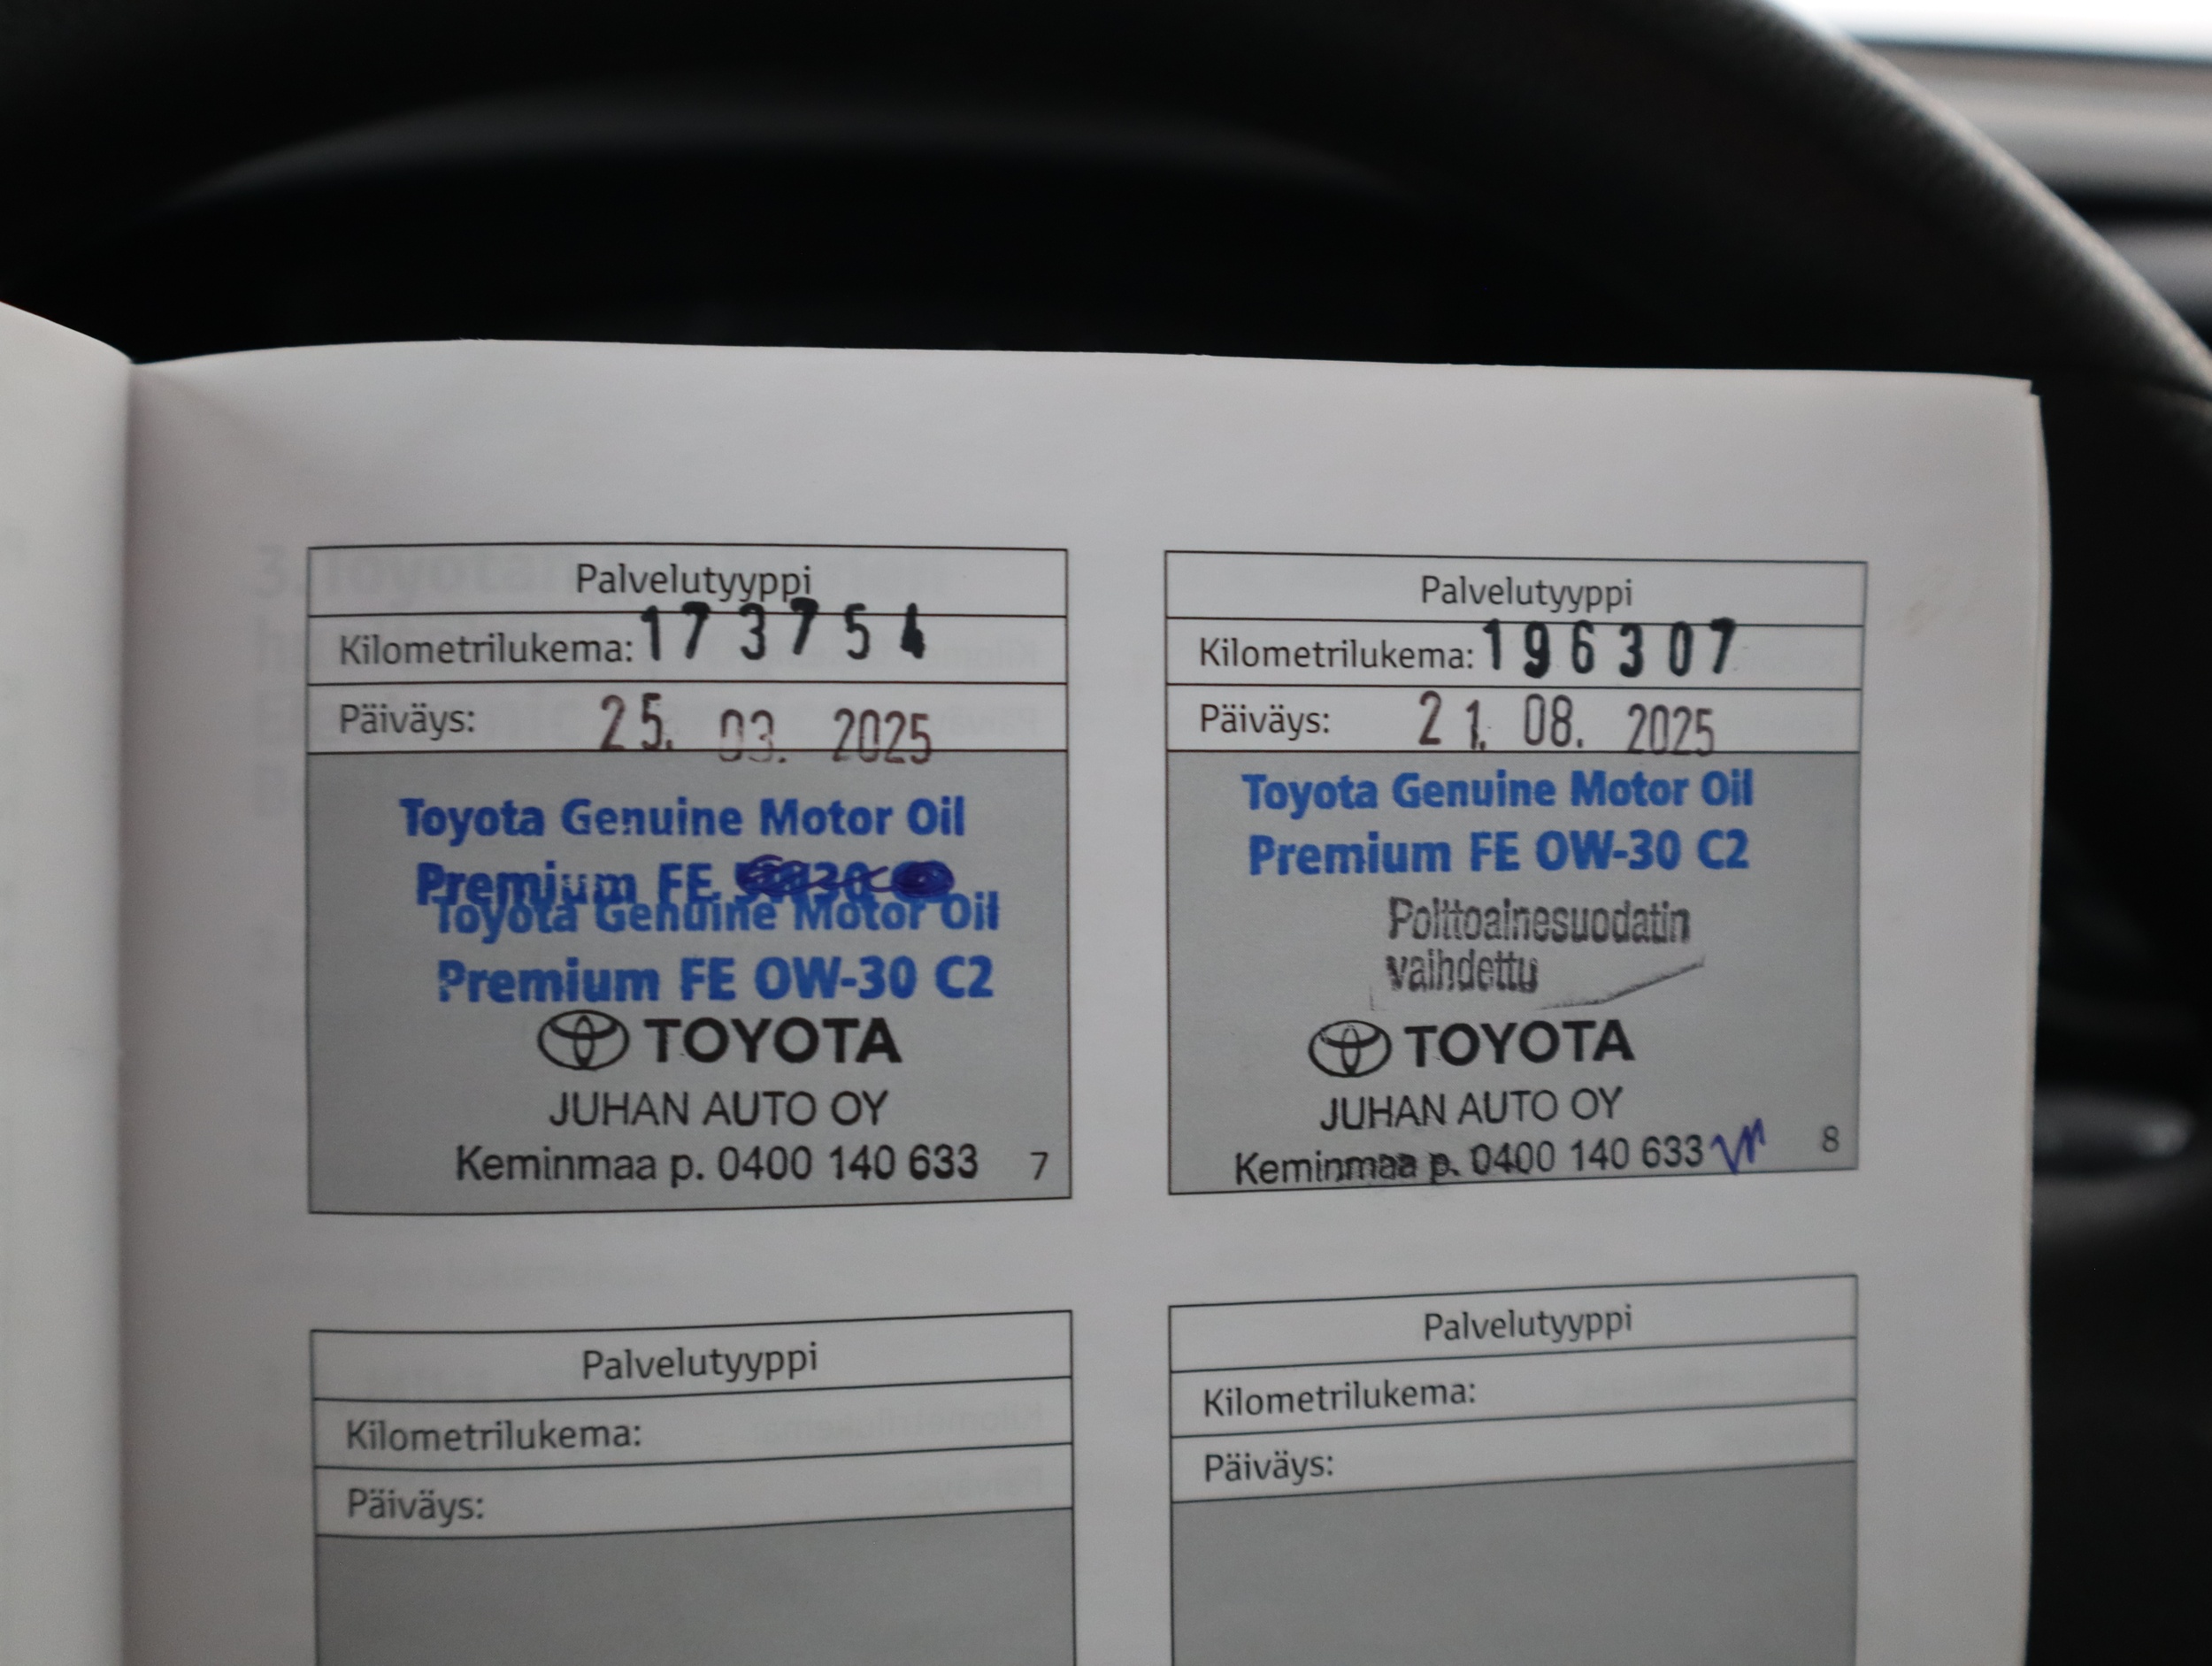 Palvelutyyppi
Kilometrilukema: 173754
Päiväys: 25. 03. 2025
Toyota Genuine Motor Oil
Premium FE
Toyota Genuine Motor Oil
Premium FE 0W-30 C2
TOYOTA
JUHAN AUTO OY
Keminmaa p. 0400 140 633 7
Palvelutyyppi
Kilometrilukema: 196307
Päiväys: 21. 08. 2025
Toyota Genuine Motor Oil
Premium FE 0W-30 C2
Polttoainesuodatin
vaihdettu
TOYOTA
JUHAN AUTO OY
Keminmaa p. 0400 140 633 8
Palvelutyyppi
Kilometrilukema:
Päiväys:
Palvelutyyppi
Kilometrilukema:
Päiväys: